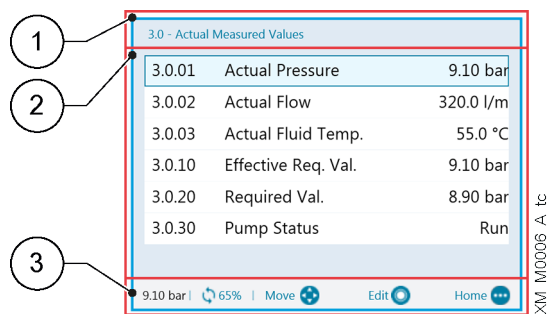 1
3.0 - Actual Measured Values
2
3.0.01 Actual Pressure 9.10 bar
3.0.02 Actual Flow 320.0 l/m
3.0.03 Actual Fluid Temp. 55.0 °C
3.0.10 Effective Req. Val. 9.10 bar
3.0.20 Required Val. 8.90 bar
3.0.30 Pump Status Run
3
9.10 bar | 65% | Move Edit Home
XM_M0006_A_tc